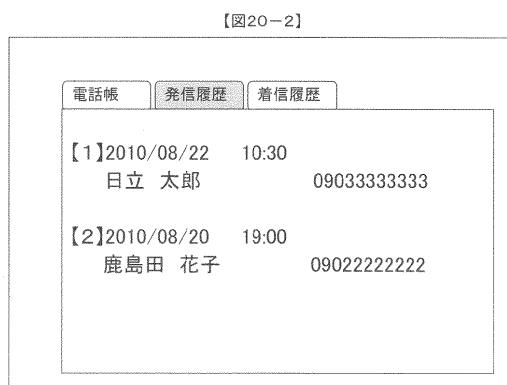 【図20−2】
電話帳 発信履歴 着信履歴
【1】2010/08/22 10:30
日立 太郎 09033333333
【2】2010/08/20 19:00
鹿島田 花子 09022222222